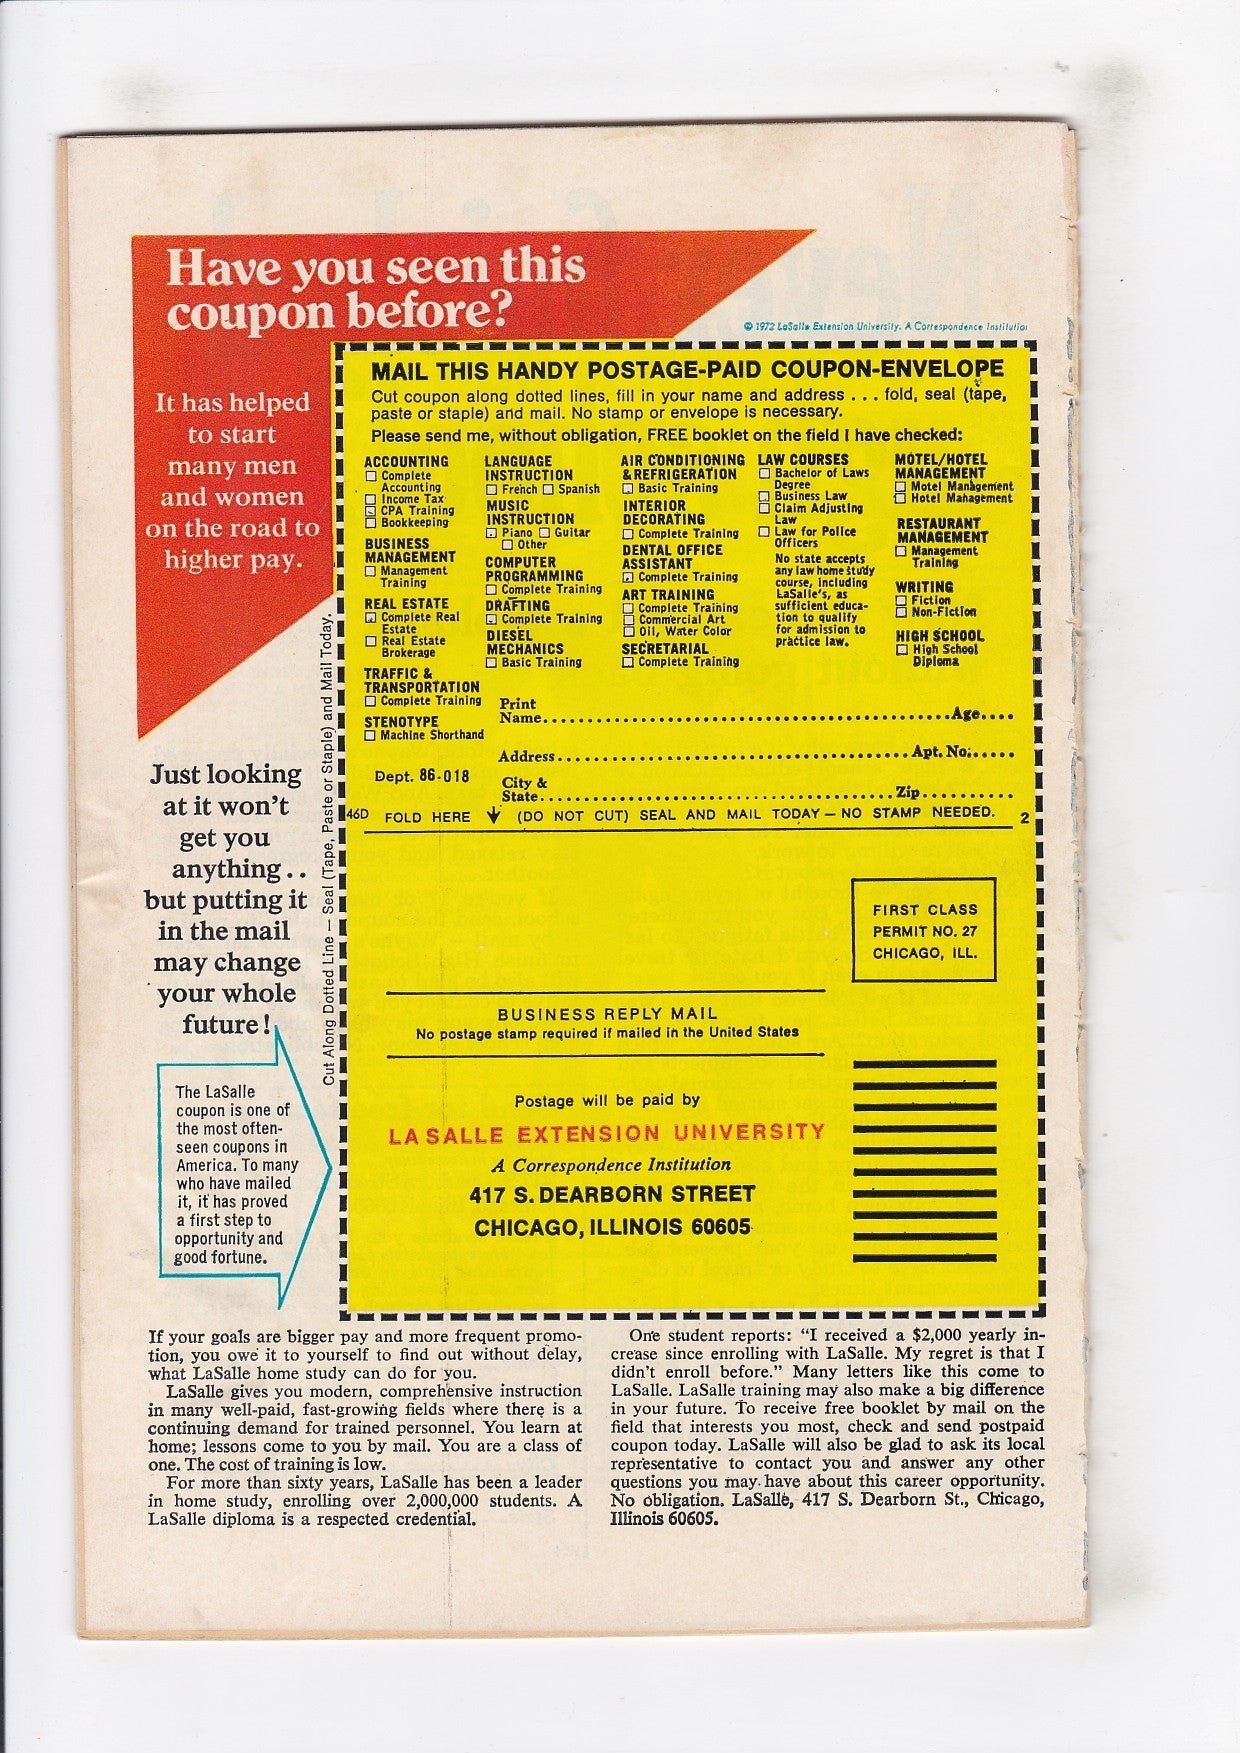 Have you seen this
coupon before?
© 1972 LaSalle Extension University. A Correspondence Institution
It has helped
to start
many men
and women
on the road to
higher pay.
Just looking
at it won't
get you
anything..
but putting it
in the mail
may change
your whole
future!
The LaSalle
coupon is one of
the most often-
seen coupons in
America. To many
who have mailed
it, it has proved
a first step to
opportunity and
good fortune.
Cut Along Dotted Line — Seal (Tape, Paste or Staple) and Mail Today.
MAIL THIS HANDY POSTAGE-PAID COUPON-ENVELOPE
Cut coupon along dotted lines, fill in your name and address . . . fold, seal (tape,
paste or staple) and mail. No stamp or envelope is necessary.
Please send me, without obligation, FREE booklet on the field I have checked:
ACCOUNTING
Complete
Accounting
Income Tax
CPA Training
Bookkeeping
BUSINESS
MANAGEMENT
Management
Training
REAL ESTATE
Complete Real
Estate
Real Estate
Brokerage
TRAFFIC &
TRANSPORTATION
Complete Training
STENOTYPE
Machine Shorthand
LANGUAGE
INSTRUCTION
French Spanish
MUSIC
INSTRUCTION
Piano Guitar
Other
COMPUTER
PROGRAMMING
Complete Training
DRAFTING
Complete Training
DIESEL
MECHANICS
Basic Training
AIR CONDITIONING
& REFRIGERATION
Basic Training
INTERIOR
DECORATING
Complete Training
DENTAL OFFICE
ASSISTANT
Complete Training
ART TRAINING
Complete Training
Commercial Art
Oil, Water Color
SECRETARIAL
Complete Training
LAW COURSES
Bachelor of Laws
Degree
Business Law
Claim Adjusting
Law
Law for Police
Officers
No state accepts
any law home study
course, including
LaSalle's, as
sufficient educa-
tion to qualify
for admission to
practice law.
MOTEL/HOTEL
MANAGEMENT
Motel Management
Hotel Management
RESTAURANT
MANAGEMENT
Management
Training
WRITING
Fiction
Non-Fiction
HIGH SCHOOL
High School
Diploma
Print
Name Age
Address Apt. No.
Dept. 86-018
City &
State Zip
46D FOLD HERE (DO NOT CUT) SEAL AND MAIL TODAY — NO STAMP NEEDED. 2
FIRST CLASS
PERMIT NO. 27
CHICAGO, ILL.
BUSINESS REPLY MAIL
No postage stamp required if mailed in the United States
Postage will be paid by
LA SALLE EXTENSION UNIVERSITY
A Correspondence Institution
417 S. DEARBORN STREET
CHICAGO, ILLINOIS 60605
If your goals are bigger pay and more frequent promo-
tion, you owe it to yourself to find out without delay,
what LaSalle home study can do for you.
LaSalle gives you modern, comprehensive instruction
in many well-paid, fast-growing fields where there is a
continuing demand for trained personnel. You learn at
home; lessons come to you by mail. You are a class of
one. The cost of training is low.
For more than sixty years, LaSalle has been a leader
in home study, enrolling over 2,000,000 students. A
LaSalle diploma is a respected credential.
One student reports: "I received a $2,000 yearly in-
crease since enrolling with LaSalle. My regret is that I
didn't enroll before." Many letters like this come to
LaSalle. LaSalle training may also make a big difference
in your future. To receive free booklet by mail on the
field that interests you most, check and send postpaid
coupon today. LaSalle will also be glad to ask its local
representative to contact you and answer any other
questions you may have about this career opportunity.
No obligation. LaSalle, 417 S. Dearborn St., Chicago,
Illinois 60605.